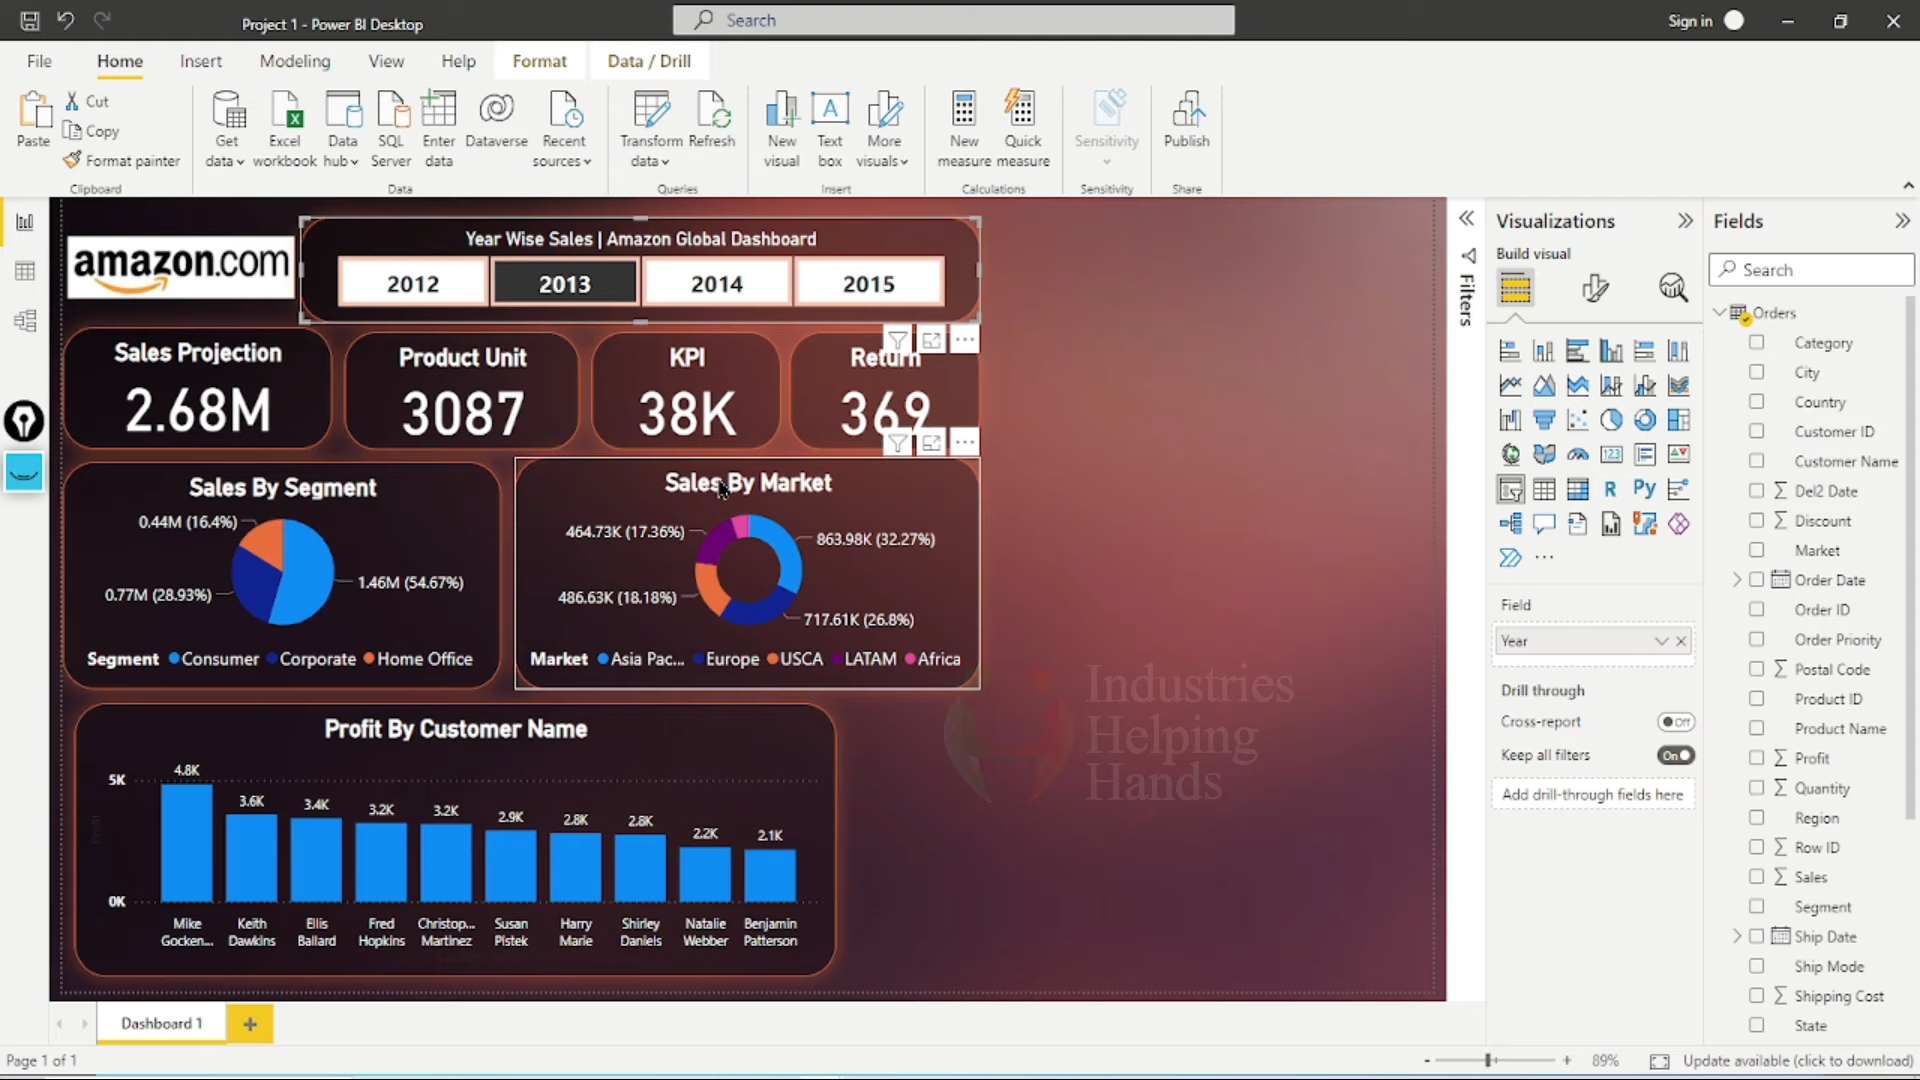 Project 1 - Power BI Desktop
Search
Sign in
File
Home
Insert
Modeling
View
Help
Format
Data / Drill
Paste
Cut
Copy
Format painter
Get data
Excel workbook
Data hub
SQL Server
Enter data
Dataverse
Recent sources
Transform data
Refresh
New visual
Text box
More visuals
New measure
Quick measure
Sensitivity
Publish
Clipboard
Data
Queries
Insert
Calculations
Sensitivity
Share
amazon.com
Year Wise Sales | Amazon Global Dashboard
2012
2013
2014
2015
Sales Projection
2.68M
Product Unit
3087
KPI
38K
Return
369
Sales By Segment
0.44M (16.4%)
0.77M (28.93%)
1.46M (54.67%)
Segment Consumer Corporate Home Office
Sales By Market
464.73K (17.36%)
863.98K (32.27%)
486.63K (18.18%)
717.61K (26.8%)
Market Asia Pac... Europe USCA LATAM Africa
Profit By Customer Name
5K
0K
4.8K
3.6K
3.4K
3.2K
3.2K
2.9K
2.8K
2.8K
2.2K
2.1K
Mike Gocken...
Keith Dawkins
Ellis Ballard
Fred Hopkins
Christop... Martinez
Susan Pistek
Harry Marie
Shirley Daniels
Natalie Webber
Benjamin Patterson
Industries
Helping
Hands
Filters
Visualizations
Build visual
123
R
Py
Field
Year
Drill through
Cross-report
Off
Keep all filters
On
Add drill-through fields here
Fields
Search
Orders
Category
City
Country
Customer ID
Customer Name
Del2 Date
Discount
Market
Order Date
Order ID
Order Priority
Postal Code
Product ID
Product Name
Profit
Quantity
Region
Row ID
Sales
Segment
Ship Date
Ship Mode
Shipping Cost
State
Dashboard 1
Page 1 of 1
89%
Update available (click to download)